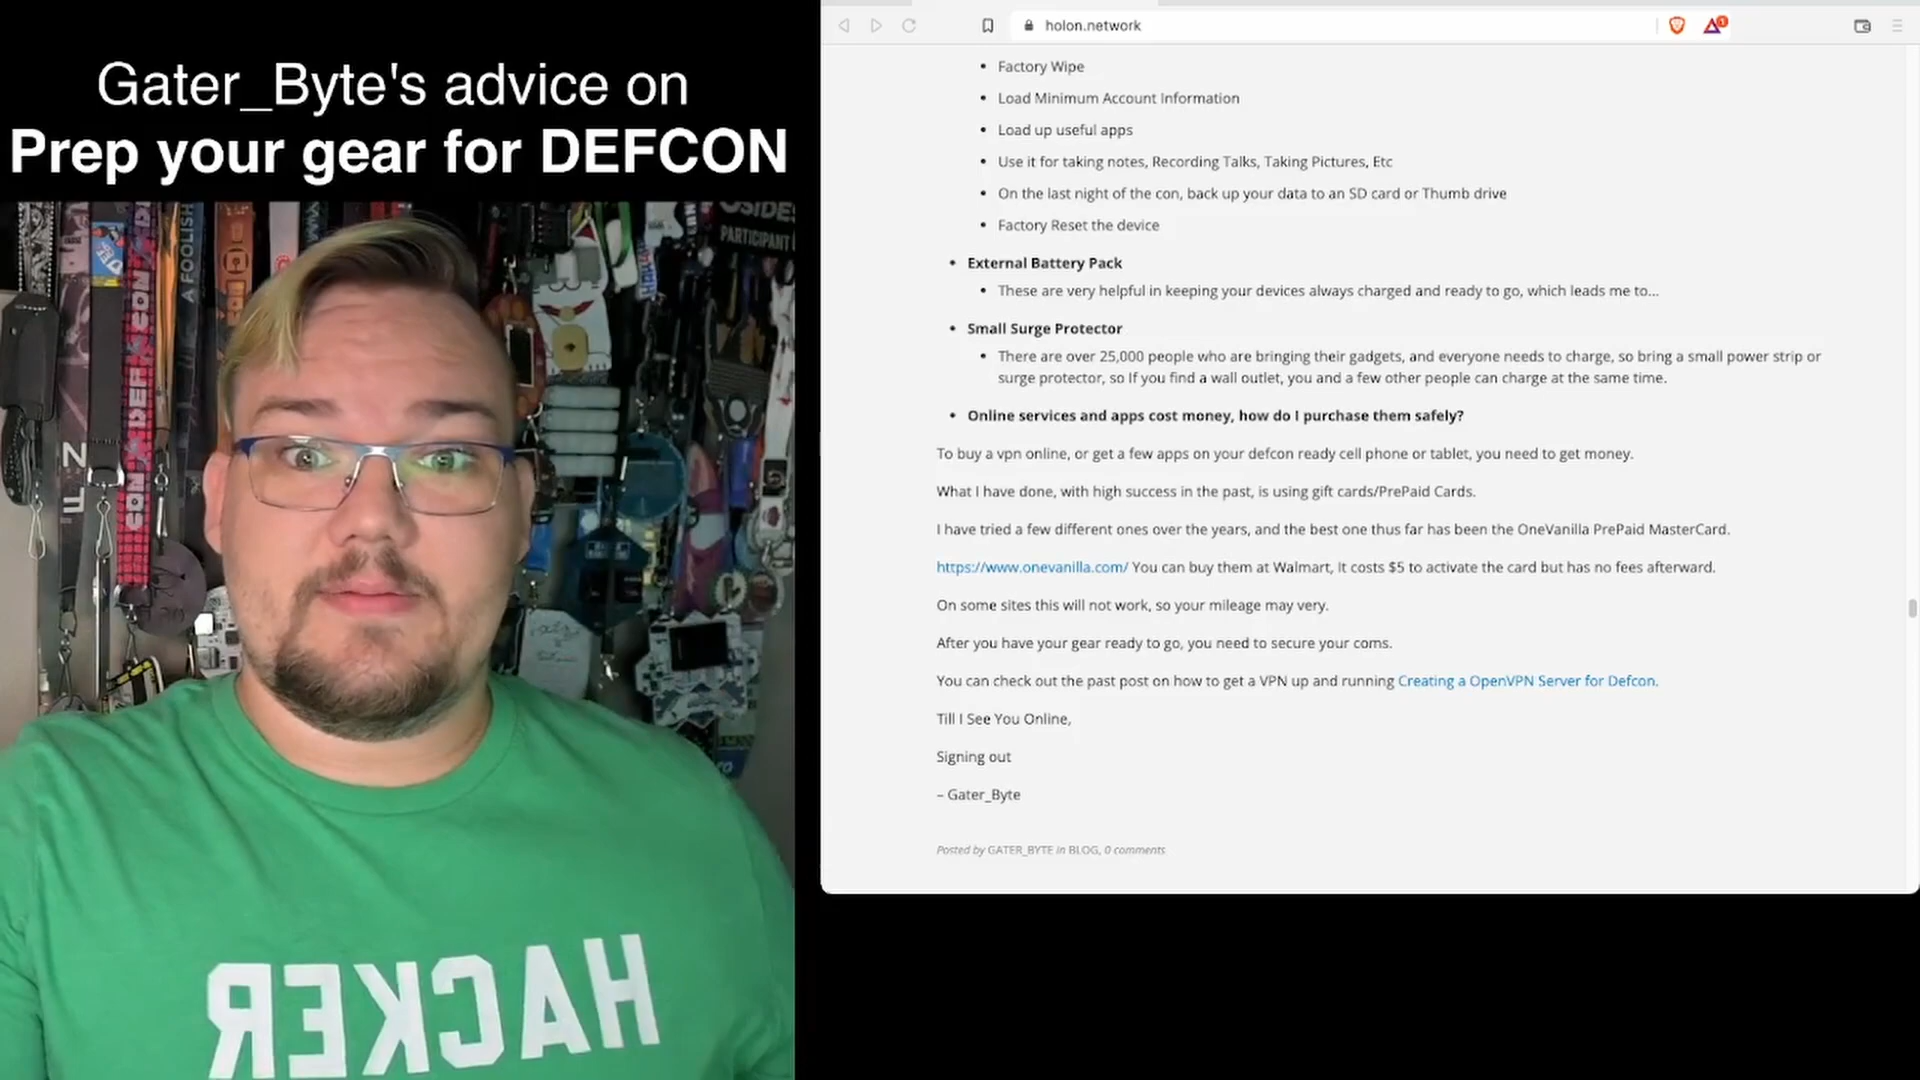 Gater_Byte's advice on
Prep your gear for DEFCON
OSIDES
PARTICIPANT
A FOOLISH
CON DEF CON
HACKER
holon.network
Factory Wipe
Load Minimum Account Information
Load up useful apps
Use it for taking notes, Recording Talks, Taking Pictures, Etc
On the last night of the con, back up your data to an SD card or Thumb drive
Factory Reset the device
External Battery Pack
These are very helpful in keeping your devices always charged and ready to go, which leads me to...
Small Surge Protector
There are over 25,000 people who are bringing their gadgets, and everyone needs to charge, so bring a small power strip or
surge protector, so If you find a wall outlet, you and a few other people can charge at the same time.
Online services and apps cost money, how do I purchase them safely?
To buy a vpn online, or get a few apps on your defcon ready cell phone or tablet, you need to get money.
What I have done, with high success in the past, is using gift cards/PrePaid Cards.
I have tried a few different ones over the years, and the best one thus far has been the OneVanilla PrePaid MasterCard.
https://www.onevanilla.com/ You can buy them at Walmart, It costs $5 to activate the card but has no fees afterward.
On some sites this will not work, so your mileage may very.
After you have your gear ready to go, you need to secure your coms.
You can check out the past post on how to get a VPN up and running Creating a OpenVPN Server for Defcon.
Till I See You Online,
Signing out
– Gater_Byte
Posted by GATER_BYTE in BLOG, 0 comments